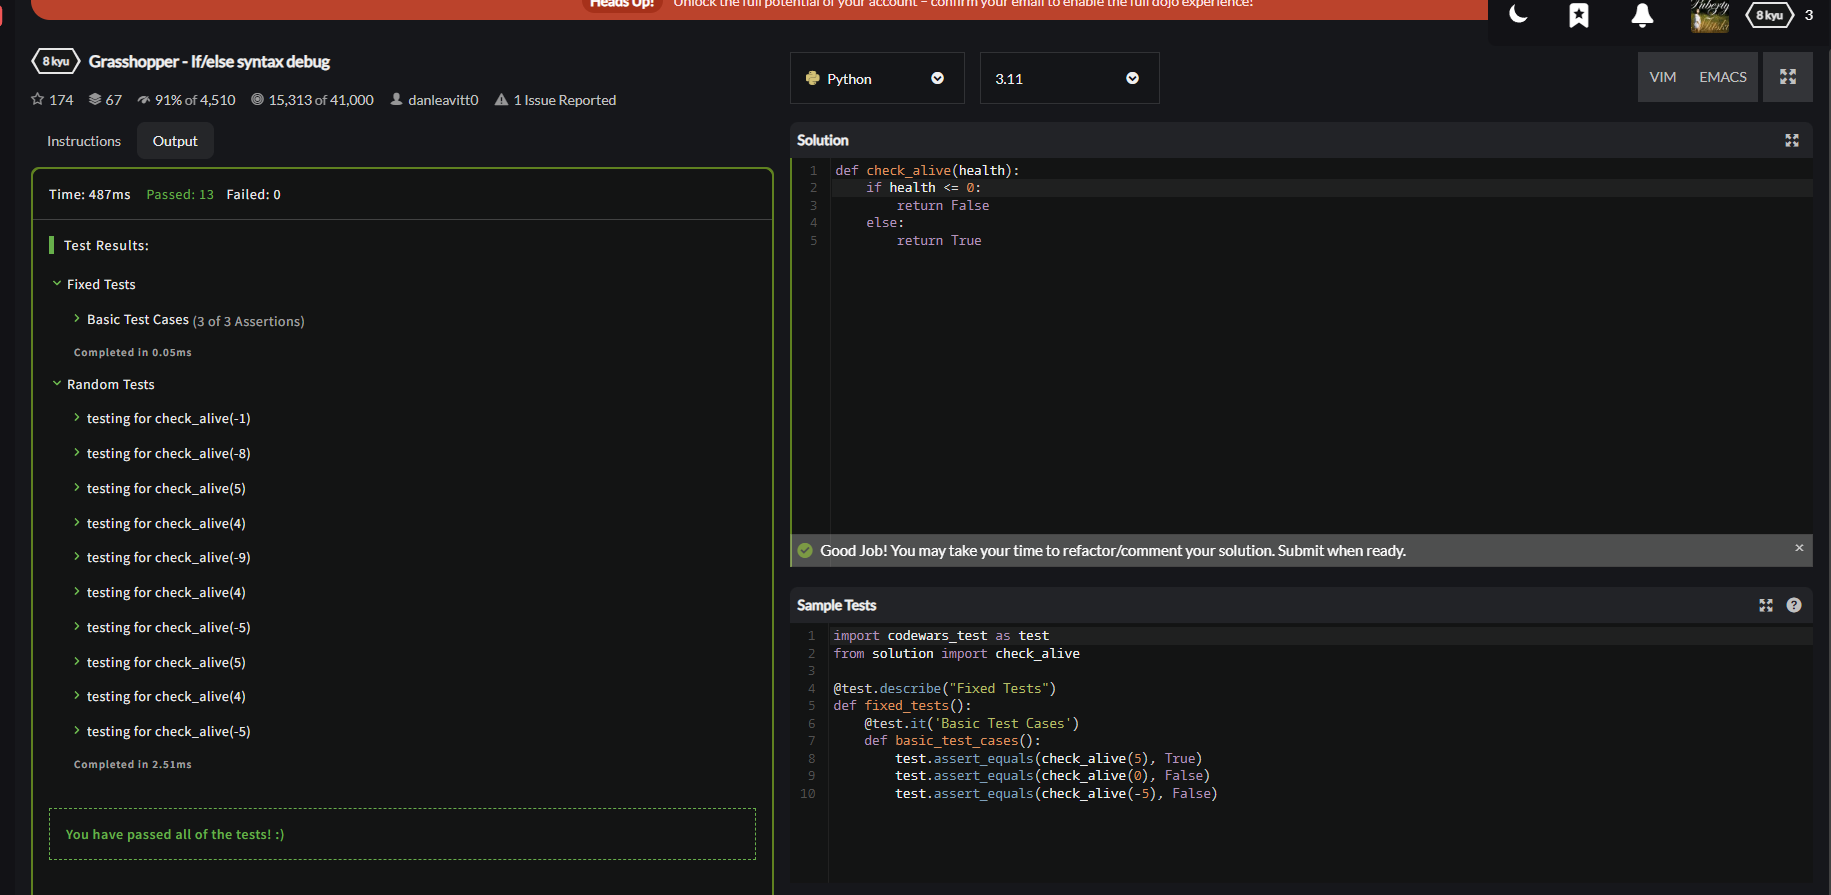 Heads Up! Unlock the full potential of your account – confirm your email to enable the full dojo experience!
8 kyu 3
8 kyu Grasshopper - If/else syntax debug
174 67 91% of 4,510 15,313 of 41,000 danleavitt0 1 Issue Reported
Instructions Output
Time: 487ms Passed: 13 Failed: 0
Test Results:
Fixed Tests
Basic Test Cases (3 of 3 Assertions)
Completed in 0.05ms
Random Tests
testing for check_alive(-1)
testing for check_alive(-8)
testing for check_alive(5)
testing for check_alive(4)
testing for check_alive(-9)
testing for check_alive(4)
testing for check_alive(-5)
testing for check_alive(5)
testing for check_alive(4)
testing for check_alive(-5)
Completed in 2.51ms
You have passed all of the tests! :)
Python 3.11 VIM EMACS
Solution
1 def check_alive(health):
2     if health <= 0:
3         return False
4     else:
5         return True
Good Job! You may take your time to refactor/comment your solution. Submit when ready. ×
Sample Tests ?
1 import codewars_test as test
2 from solution import check_alive
3
4 @test.describe("Fixed Tests")
5 def fixed_tests():
6     @test.it('Basic Test Cases')
7     def basic_test_cases():
8         test.assert_equals(check_alive(5), True)
9         test.assert_equals(check_alive(0), False)
10         test.assert_equals(check_alive(-5), False)